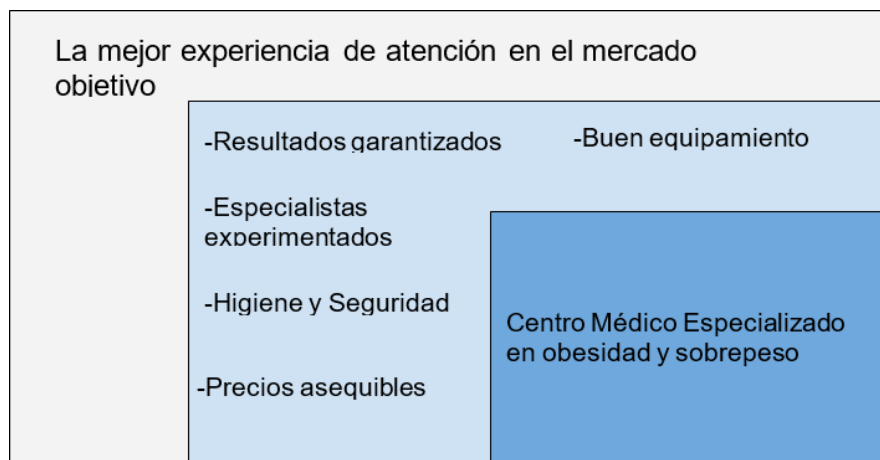 La mejor experiencia de atención en el mercado
objetivo
-Resultados garantizados
-Buen equipamiento
-Especialistas
experimentados
-Higiene y Seguridad
Centro Médico Especializado
en obesidad y sobrepeso
-Precios asequibles